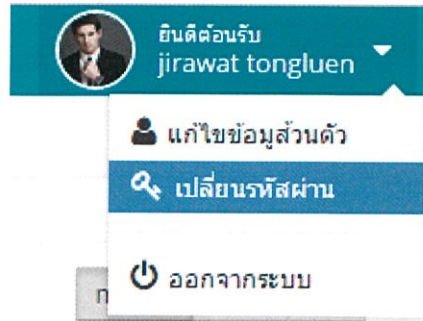 ยินดีต้อนรับ
jirawat tongluen
แก้ไขข้อมูส่วนตัว
เปลี่ยนรหัสผ่าน
ออกจากระบบ